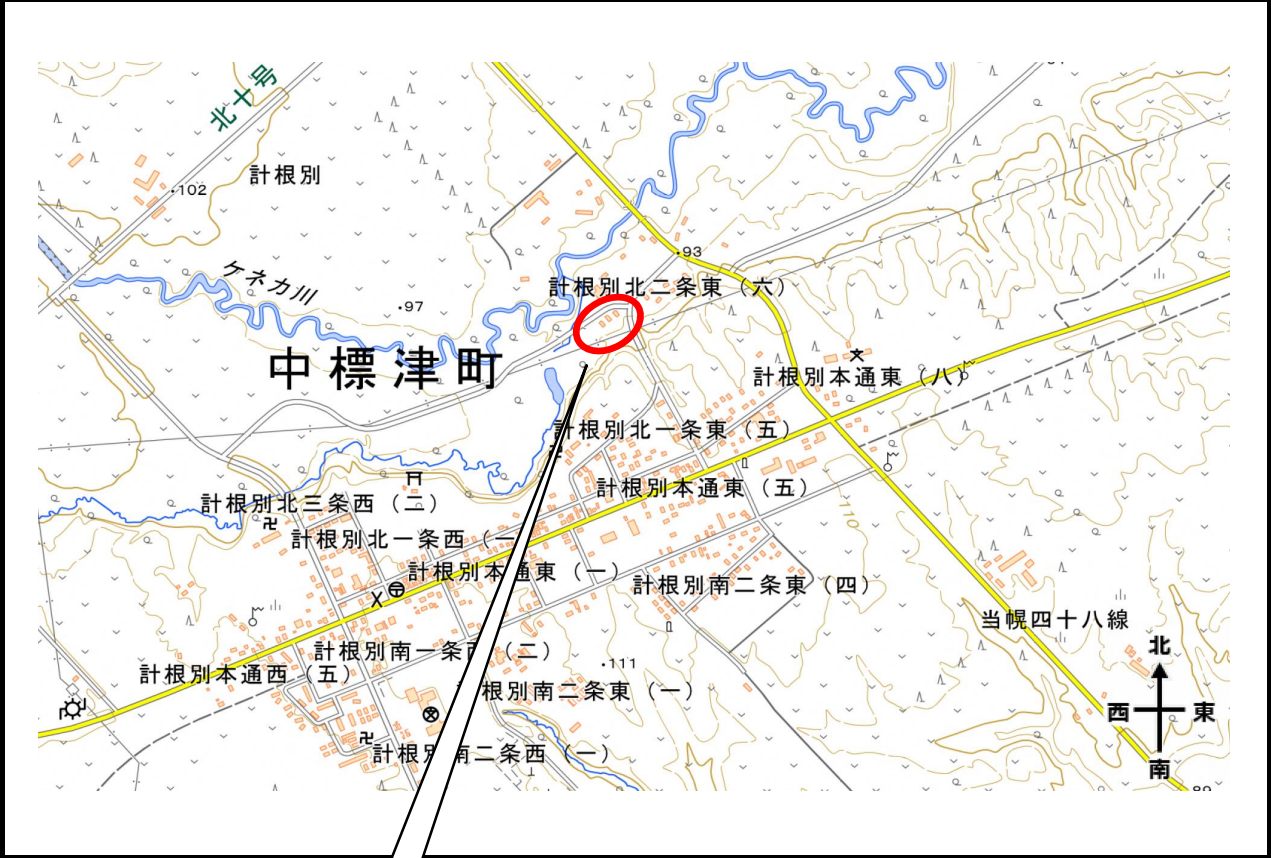 北十号
計根別
102
ケネカ川
93
計根別北二条東（六）
97
中標津町
計根別本通東（八）
計根別北一条東（五）
計根別本通東（五）
計根別北三条西（二）
110
計根別北一条西（一
計根別本通東（一）
計根別南二条東（四）
当幌四十八線
北
計根別南一条西（二）
111
計根別本通西（五）
根別南二条東（一）
西
東
計根別南二条西（一）
南